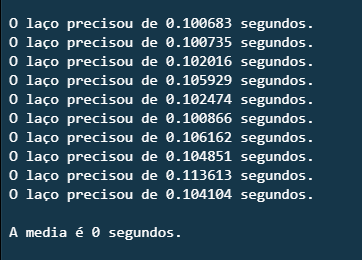 O laço precisou de 0.100683 segundos.
O laço precisou de 0.100735 segundos.
O laço precisou de 0.102016 segundos.
O laço precisou de 0.105929 segundos.
O laço precisou de 0.102474 segundos.
O laço precisou de 0.100866 segundos.
O laço precisou de 0.106162 segundos.
O laço precisou de 0.104851 segundos.
O laço precisou de 0.113613 segundos.
O laço precisou de 0.104104 segundos.
A media é 0 segundos.